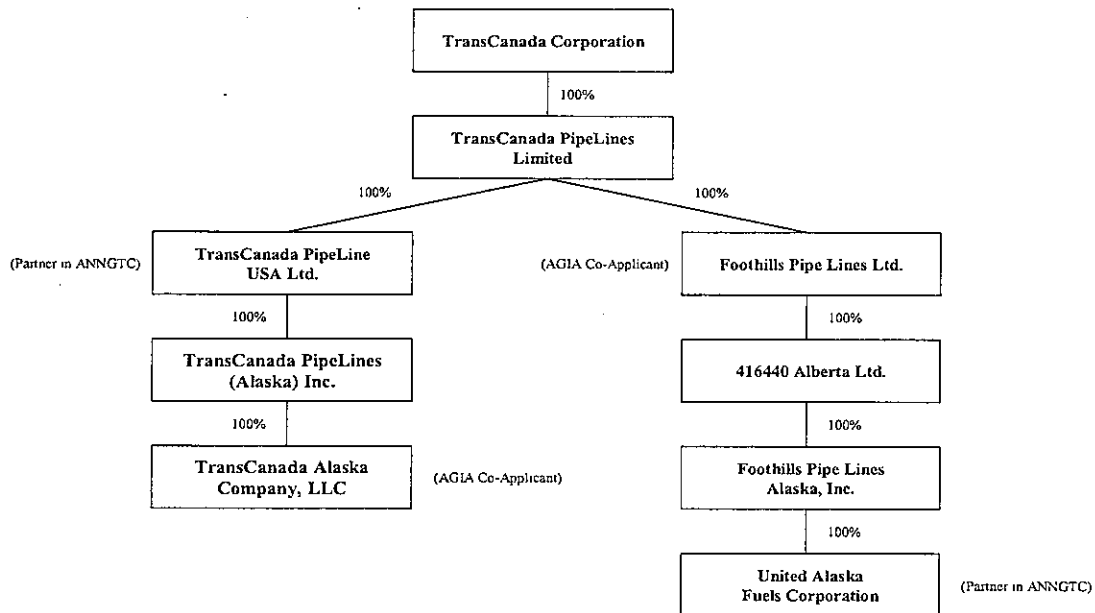 TransCanada Corporation
100%
TransCanada PipeLines
Limited
100%
100%
(Partner in ANNGTC)
TransCanada PipeLine
USA Ltd.
(AGIA Co-Applicant)
Foothills Pipe Lines Ltd.
100%
100%
TransCanada PipeLines
(Alaska) Inc.
416440 Alberta Ltd.
100%
100%
TransCanada Alaska
Company, LLC
(AGIA Co-Applicant)
Foothills Pipe Lines
Alaska, Inc.
100%
United Alaska
Fuels Corporation
(Partner in ANNGTC)